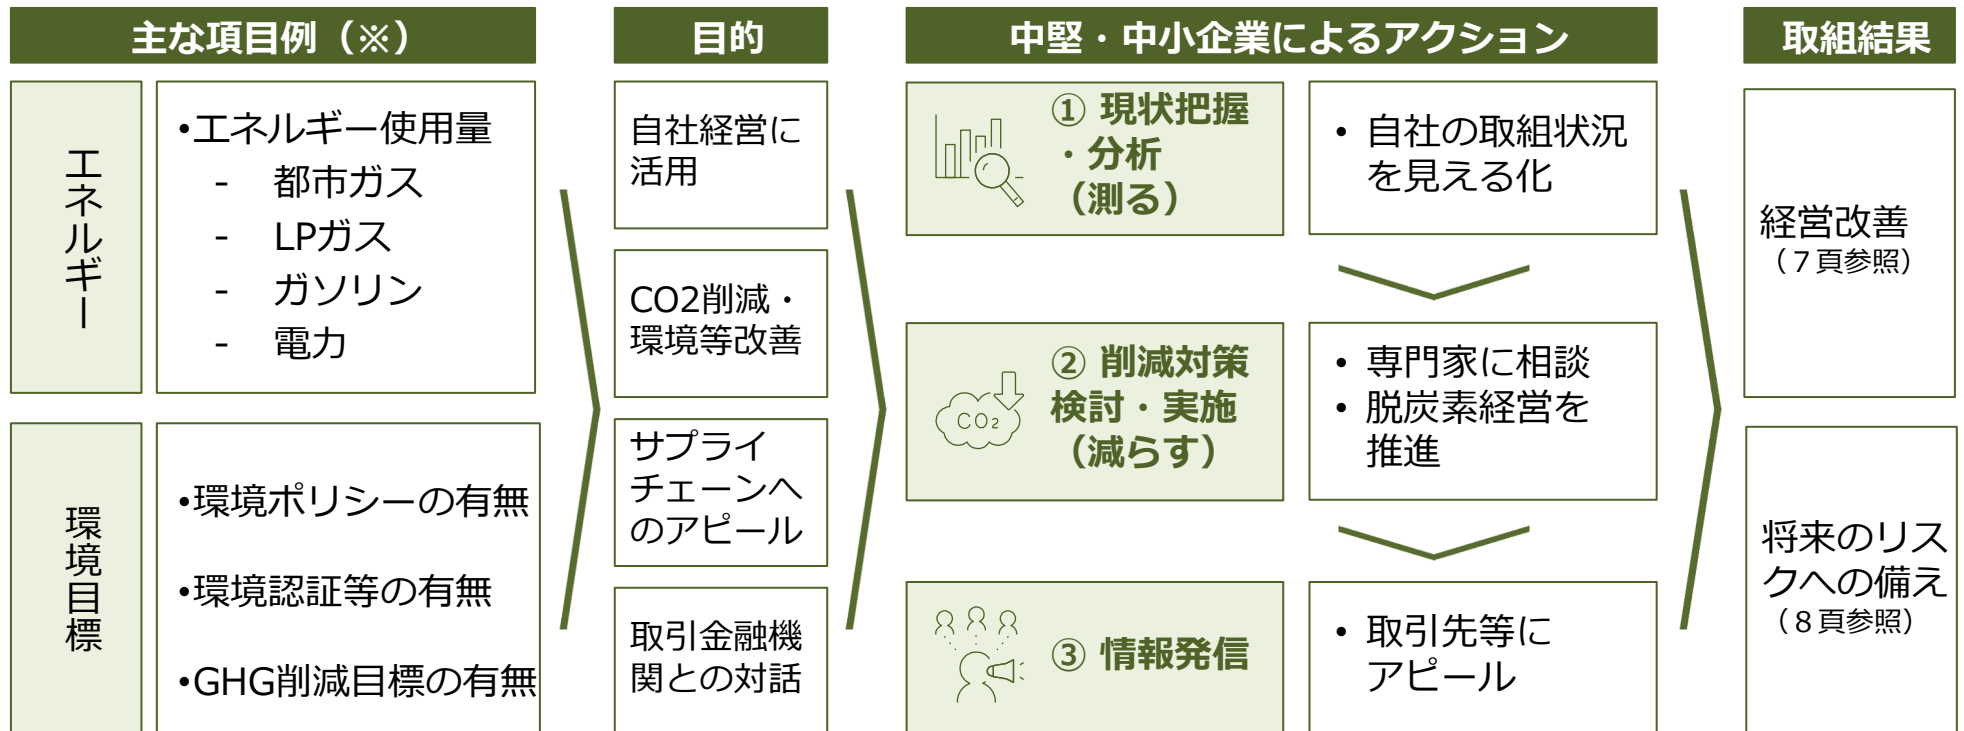 主な項目例（※）
エネルギー
•エネルギー使用量
- 都市ガス
- LPガス
- ガソリン
- 電力
環境目標
•環境ポリシーの有無
•環境認証等の有無
•GHG削減目標の有無
目的
自社経営に
活用
CO2削減・
環境等改善
サプライ
チェーンへ
のアピール
取引金融機
関との対話
中堅・中小企業によるアクション
① 現状把握
・分析
（測る）
• 自社の取組状況
を見える化
CO2
② 削減対策
検討・実施
（減らす）
• 専門家に相談
• 脱炭素経営を
推進
③ 情報発信
• 取引先等に
アピール
取組結果
経営改善
（７頁参照）
将来のリス
クへの備え
（８頁参照）